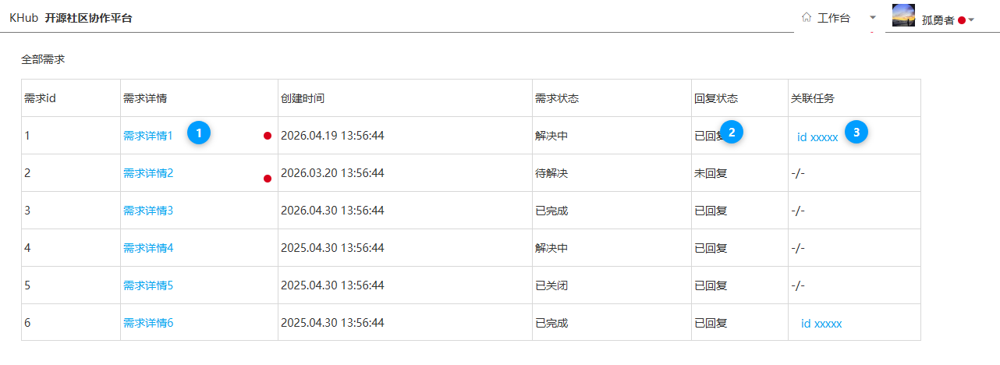 KHub 开源社区协作平台 工作台 孤勇者
全部需求
需求id 需求详情 创建时间 需求状态 回复状态 关联任务
1 需求详情1 1 2026.04.19 13:56:44 解决中 已回复 2 id xxxxx 3
2 需求详情2 2026.03.20 13:56:44 待解决 未回复 -/-
3 需求详情3 2026.04.30 13:56:44 已完成 已回复 -/-
4 需求详情4 2025.04.30 13:56:44 解决中 已回复 -/-
5 需求详情5 2025.04.30 13:56:44 已关闭 已回复 -/-
6 需求详情6 2025.04.30 13:56:44 已完成 已回复 id xxxxx